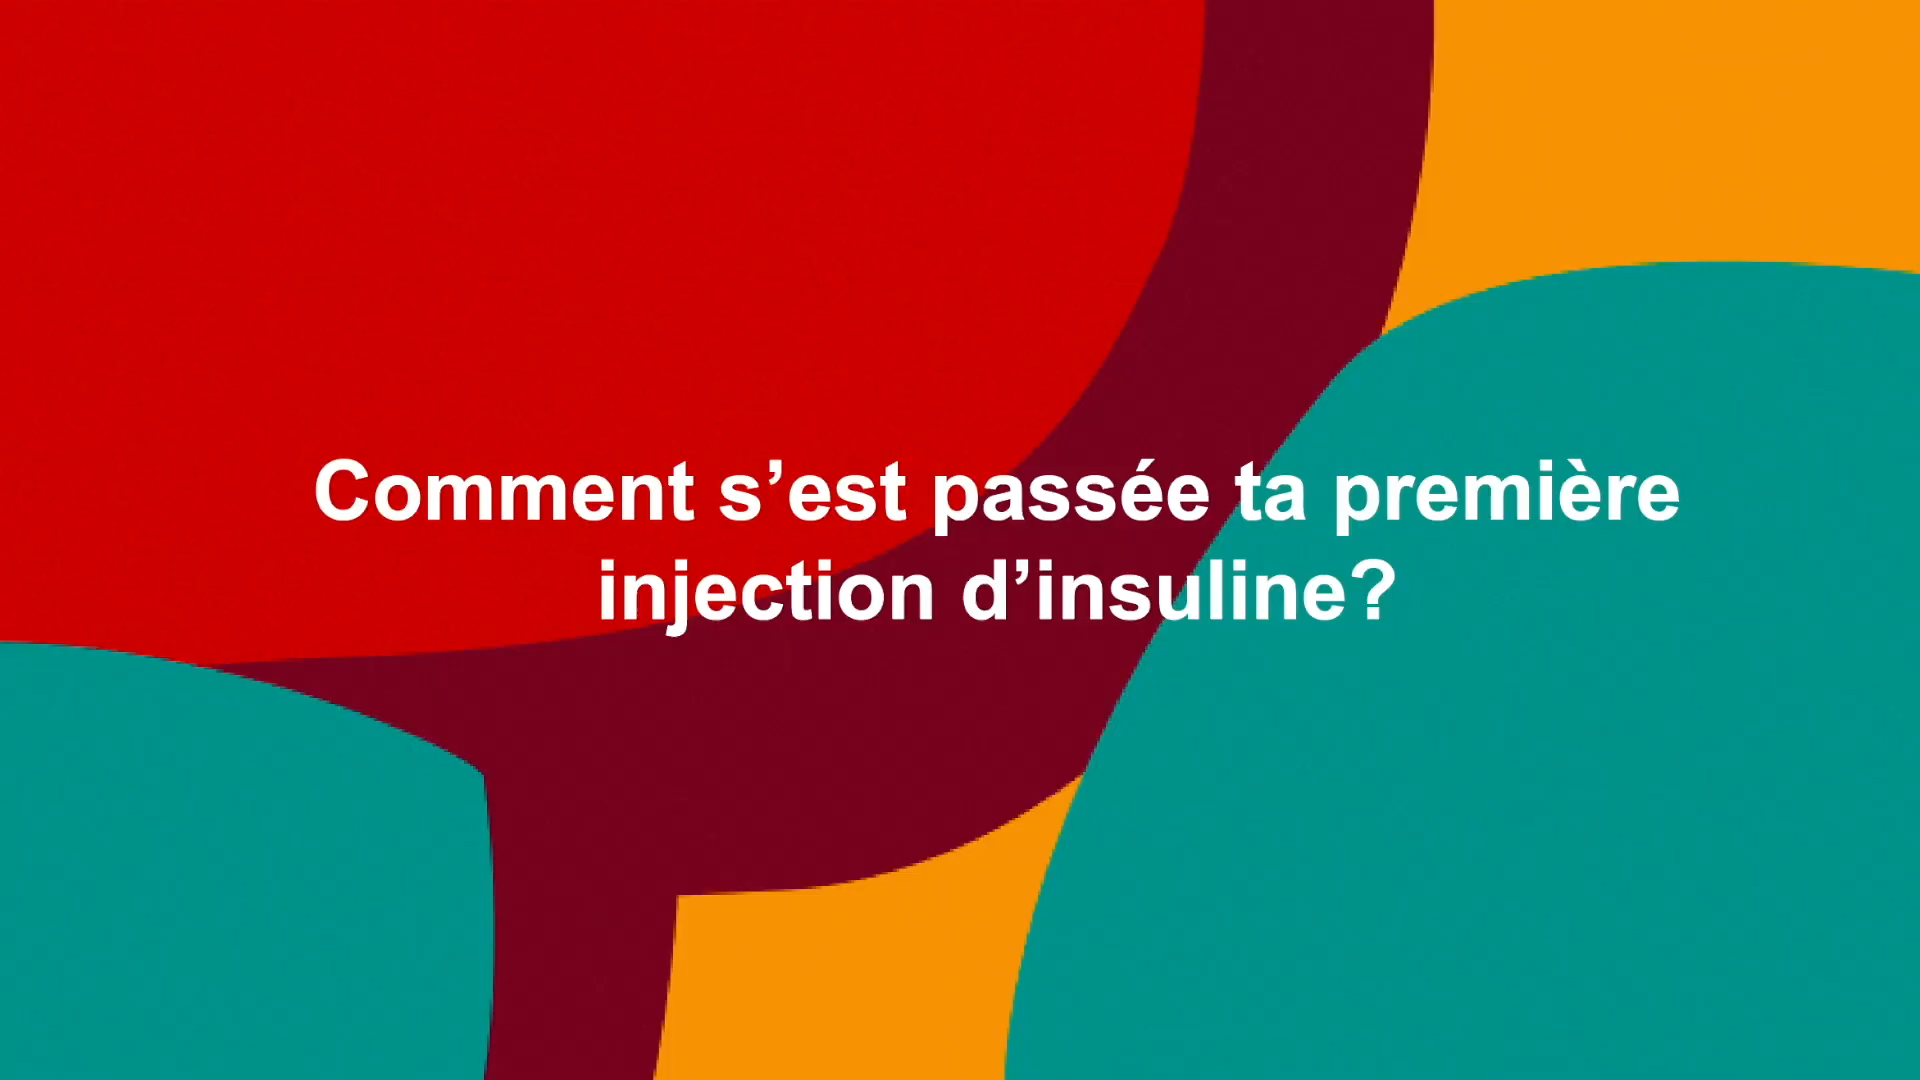 Comment s’est passée ta première
injection d’insuline?